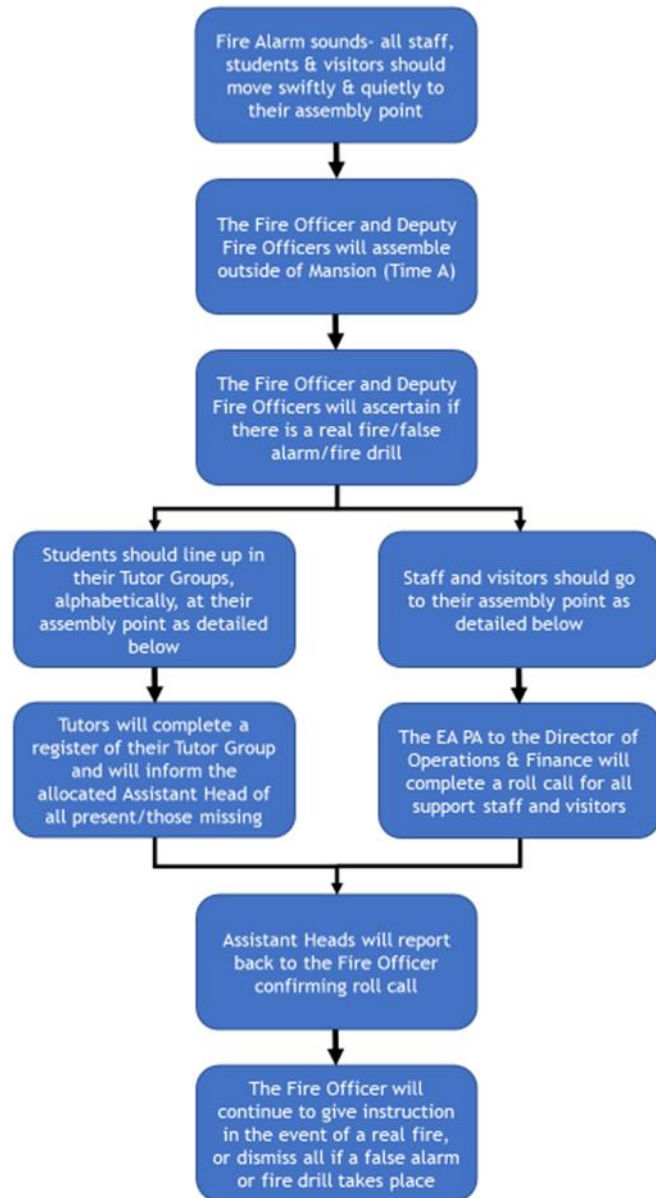 Fire Alarm sounds- all staff,
students & visitors should
move swiftly & quietly to
their assembly point
The Fire Officer and Deputy
Fire Officers will assemble
outside of Mansion (Time A)
The Fire Officer and Deputy
Fire Officers will ascertain if
there is a real fire/false
alarm/fire drill
Students should line up in
their Tutor Groups,
alphabetically, at their
assembly point as detailed
below
Staff and visitors should go
to their assembly point as
detailed below
Tutors will complete a
register of their Tutor Group
and will inform the
allocated Assistant Head of
all present/those missing
The EA PA to the Director of
Operations & Finance will
complete a roll call for all
support staff and visitors
Assistant Heads will report
back to the Fire Officer
confirming roll call
The Fire Officer will
continue to give instruction
in the event of a real fire,
or dismiss all if a false alarm
or fire drill takes place